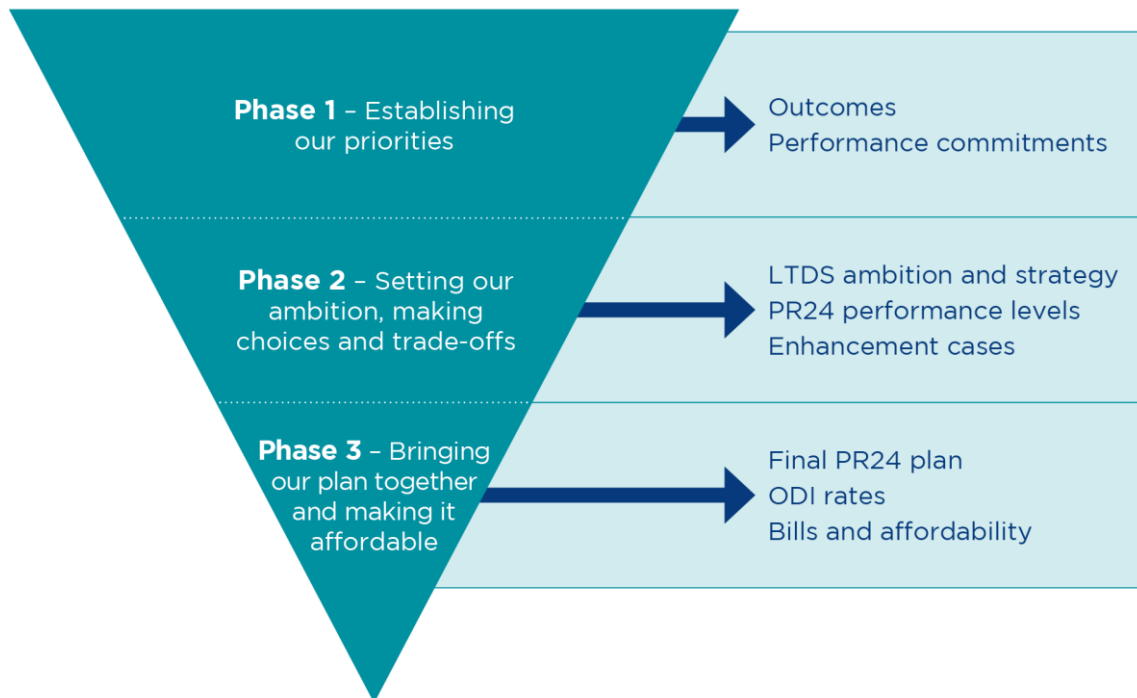 Phase 1 – Establishing
our priorities
Outcomes
Performance commitments
Phase 2 – Setting our
ambition, making
choices and trade-offs
LTDS ambition and strategy
PR24 performance levels
Enhancement cases
Phase 3 – Bringing
our plan together
and making it
affordable
Final PR24 plan
ODI rates
Bills and affordability